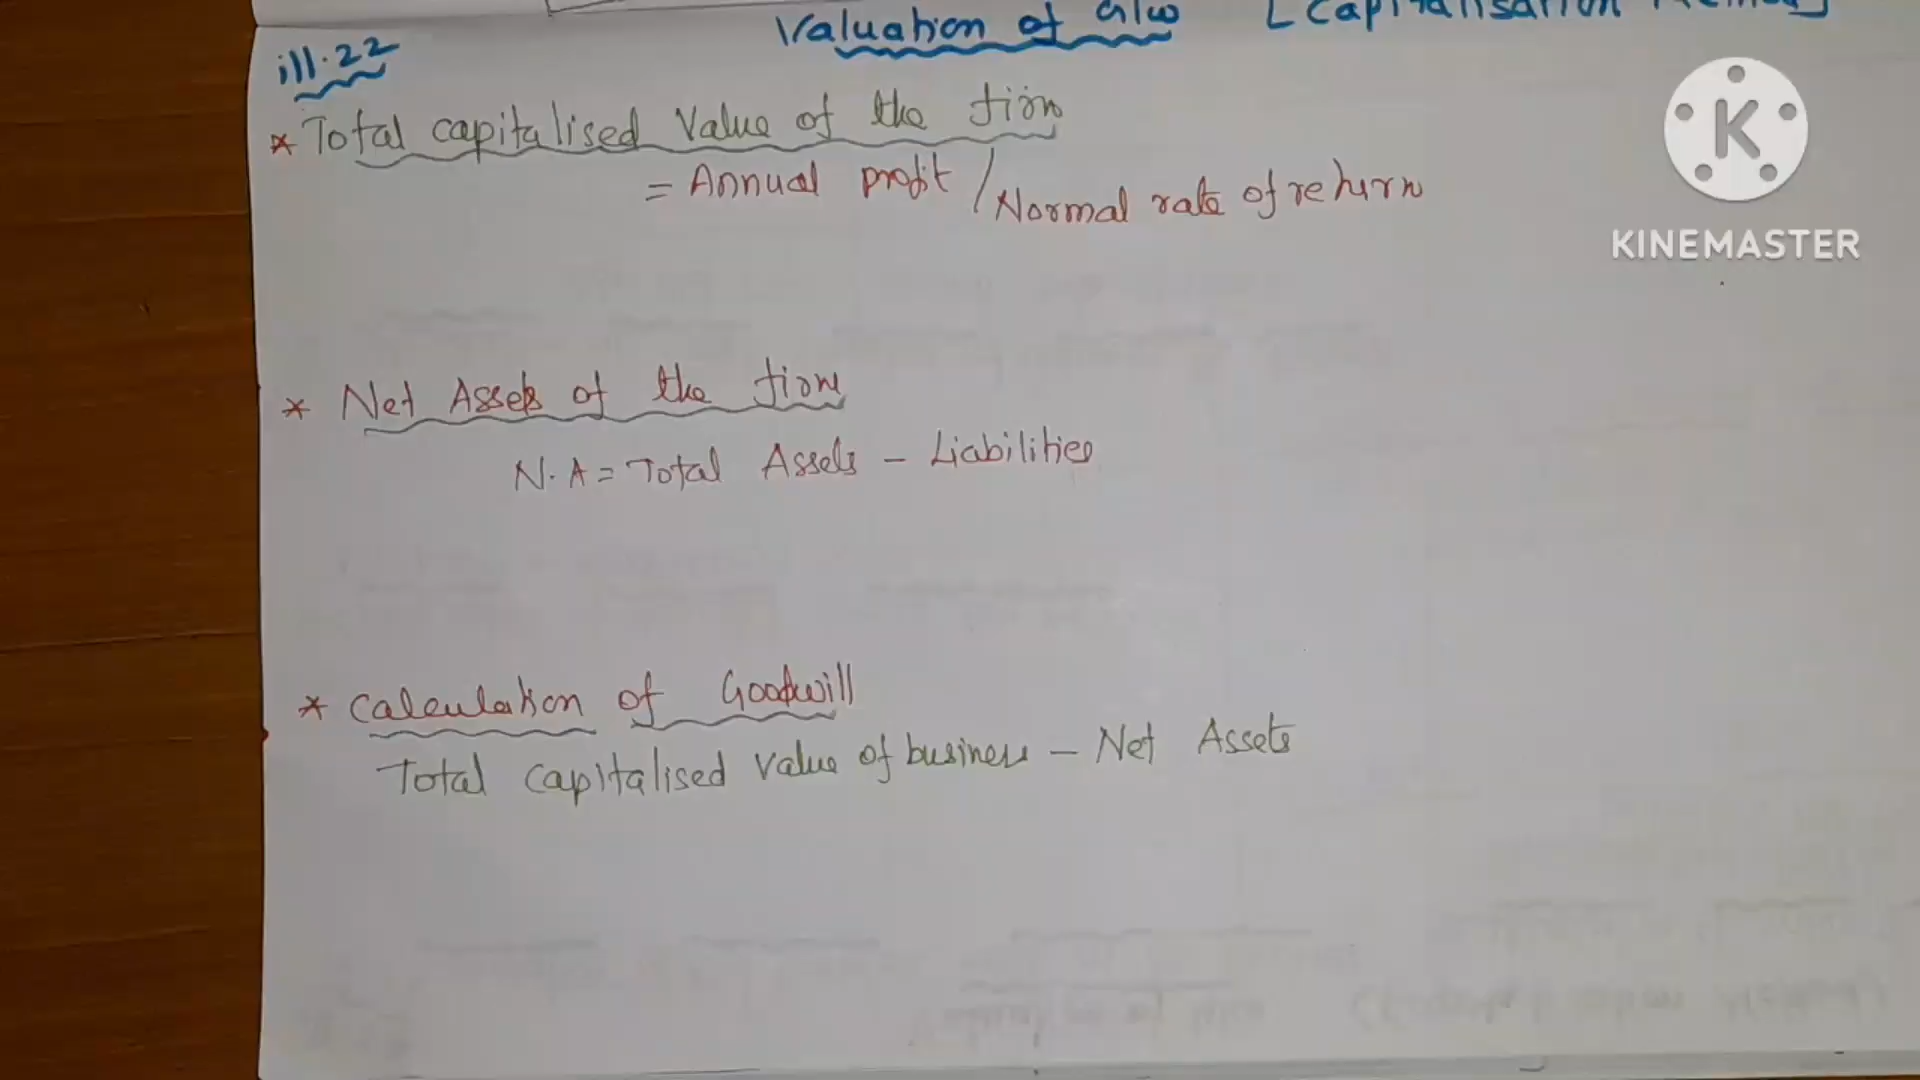 Valuation of G/w [Capitalisation Method]
ill.22
* Total capitalised Value of the firm
= Annual profit / Normal rate of return
KINEMASTER
* Net Assets of the firm
N.A = Total Assets - Liabilities
* Calculation of Goodwill
Total Capitalised Value of business - Net Assets